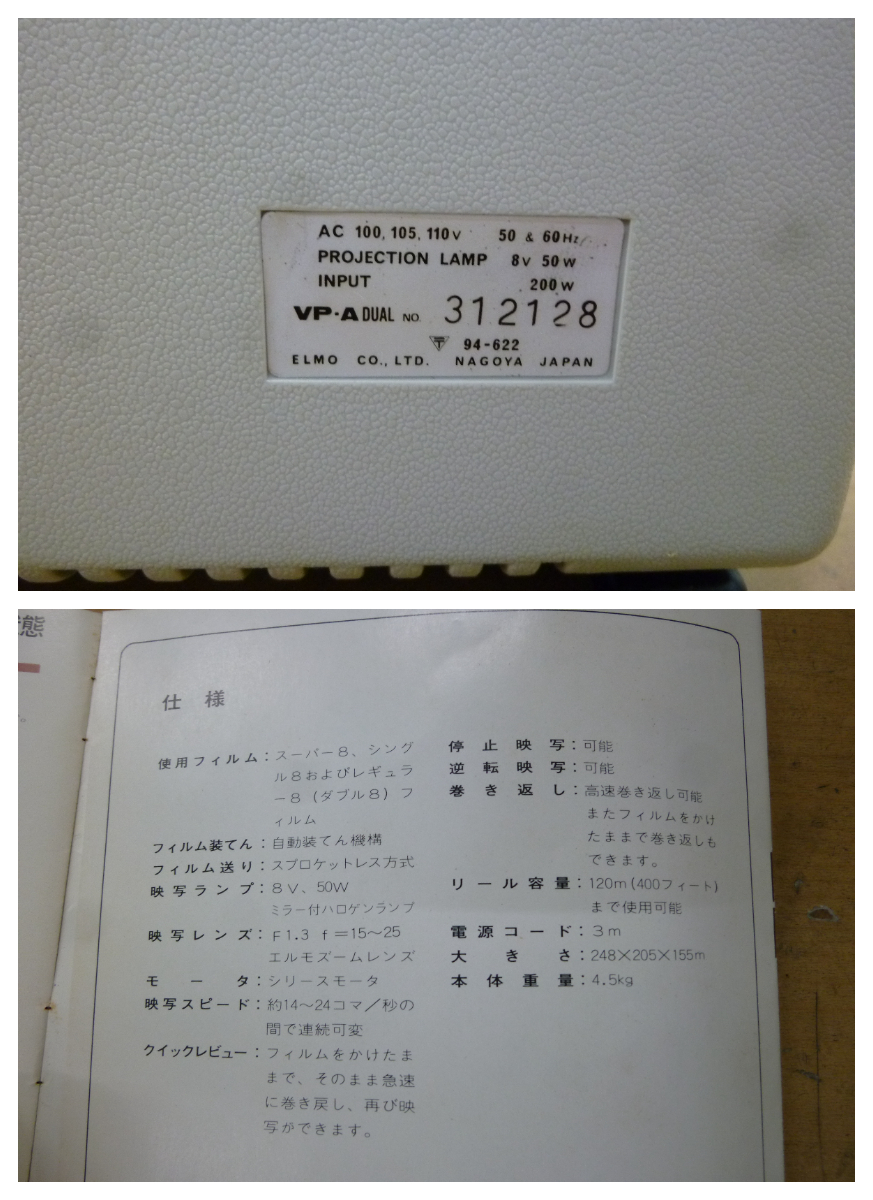 AC 100, 105, 110V 50 & 60Hz
PROJECTION LAMP 8V 50W
INPUT 200W
VP-A DUAL NO. 312128
〒 94-622
ELMO CO., LTD. NAGOYA JAPAN
態
仕様
使用フィルム：スーパー8、シング
ル8およびレギュラ
ー8（ダブル8）フ
ィルム
フィルム装てん：自動装てん機構
フィルム送り：スプロケットレス方式
映写ランプ：8V、50W
ミラー付ハロゲンランプ
映写レンズ：F1.3 f=15～25
エルモズームレンズ
モータ：シリースモータ
映写スピード：約14～24コマ／秒の
間で連続可変
クイックレビュー：フィルムをかけたま
まで、そのまま急速
に巻き戻し、再び映
写ができます。
停止映写：可能
逆転映写：可能
巻き返し：高速巻き返し可能
またフィルムをかけ
たままで巻き返しも
できます。
リール容量：120m（400フィート）
まで使用可能
電源コード：3m
大きさ：248×205×155m
本体重量：4.5kg